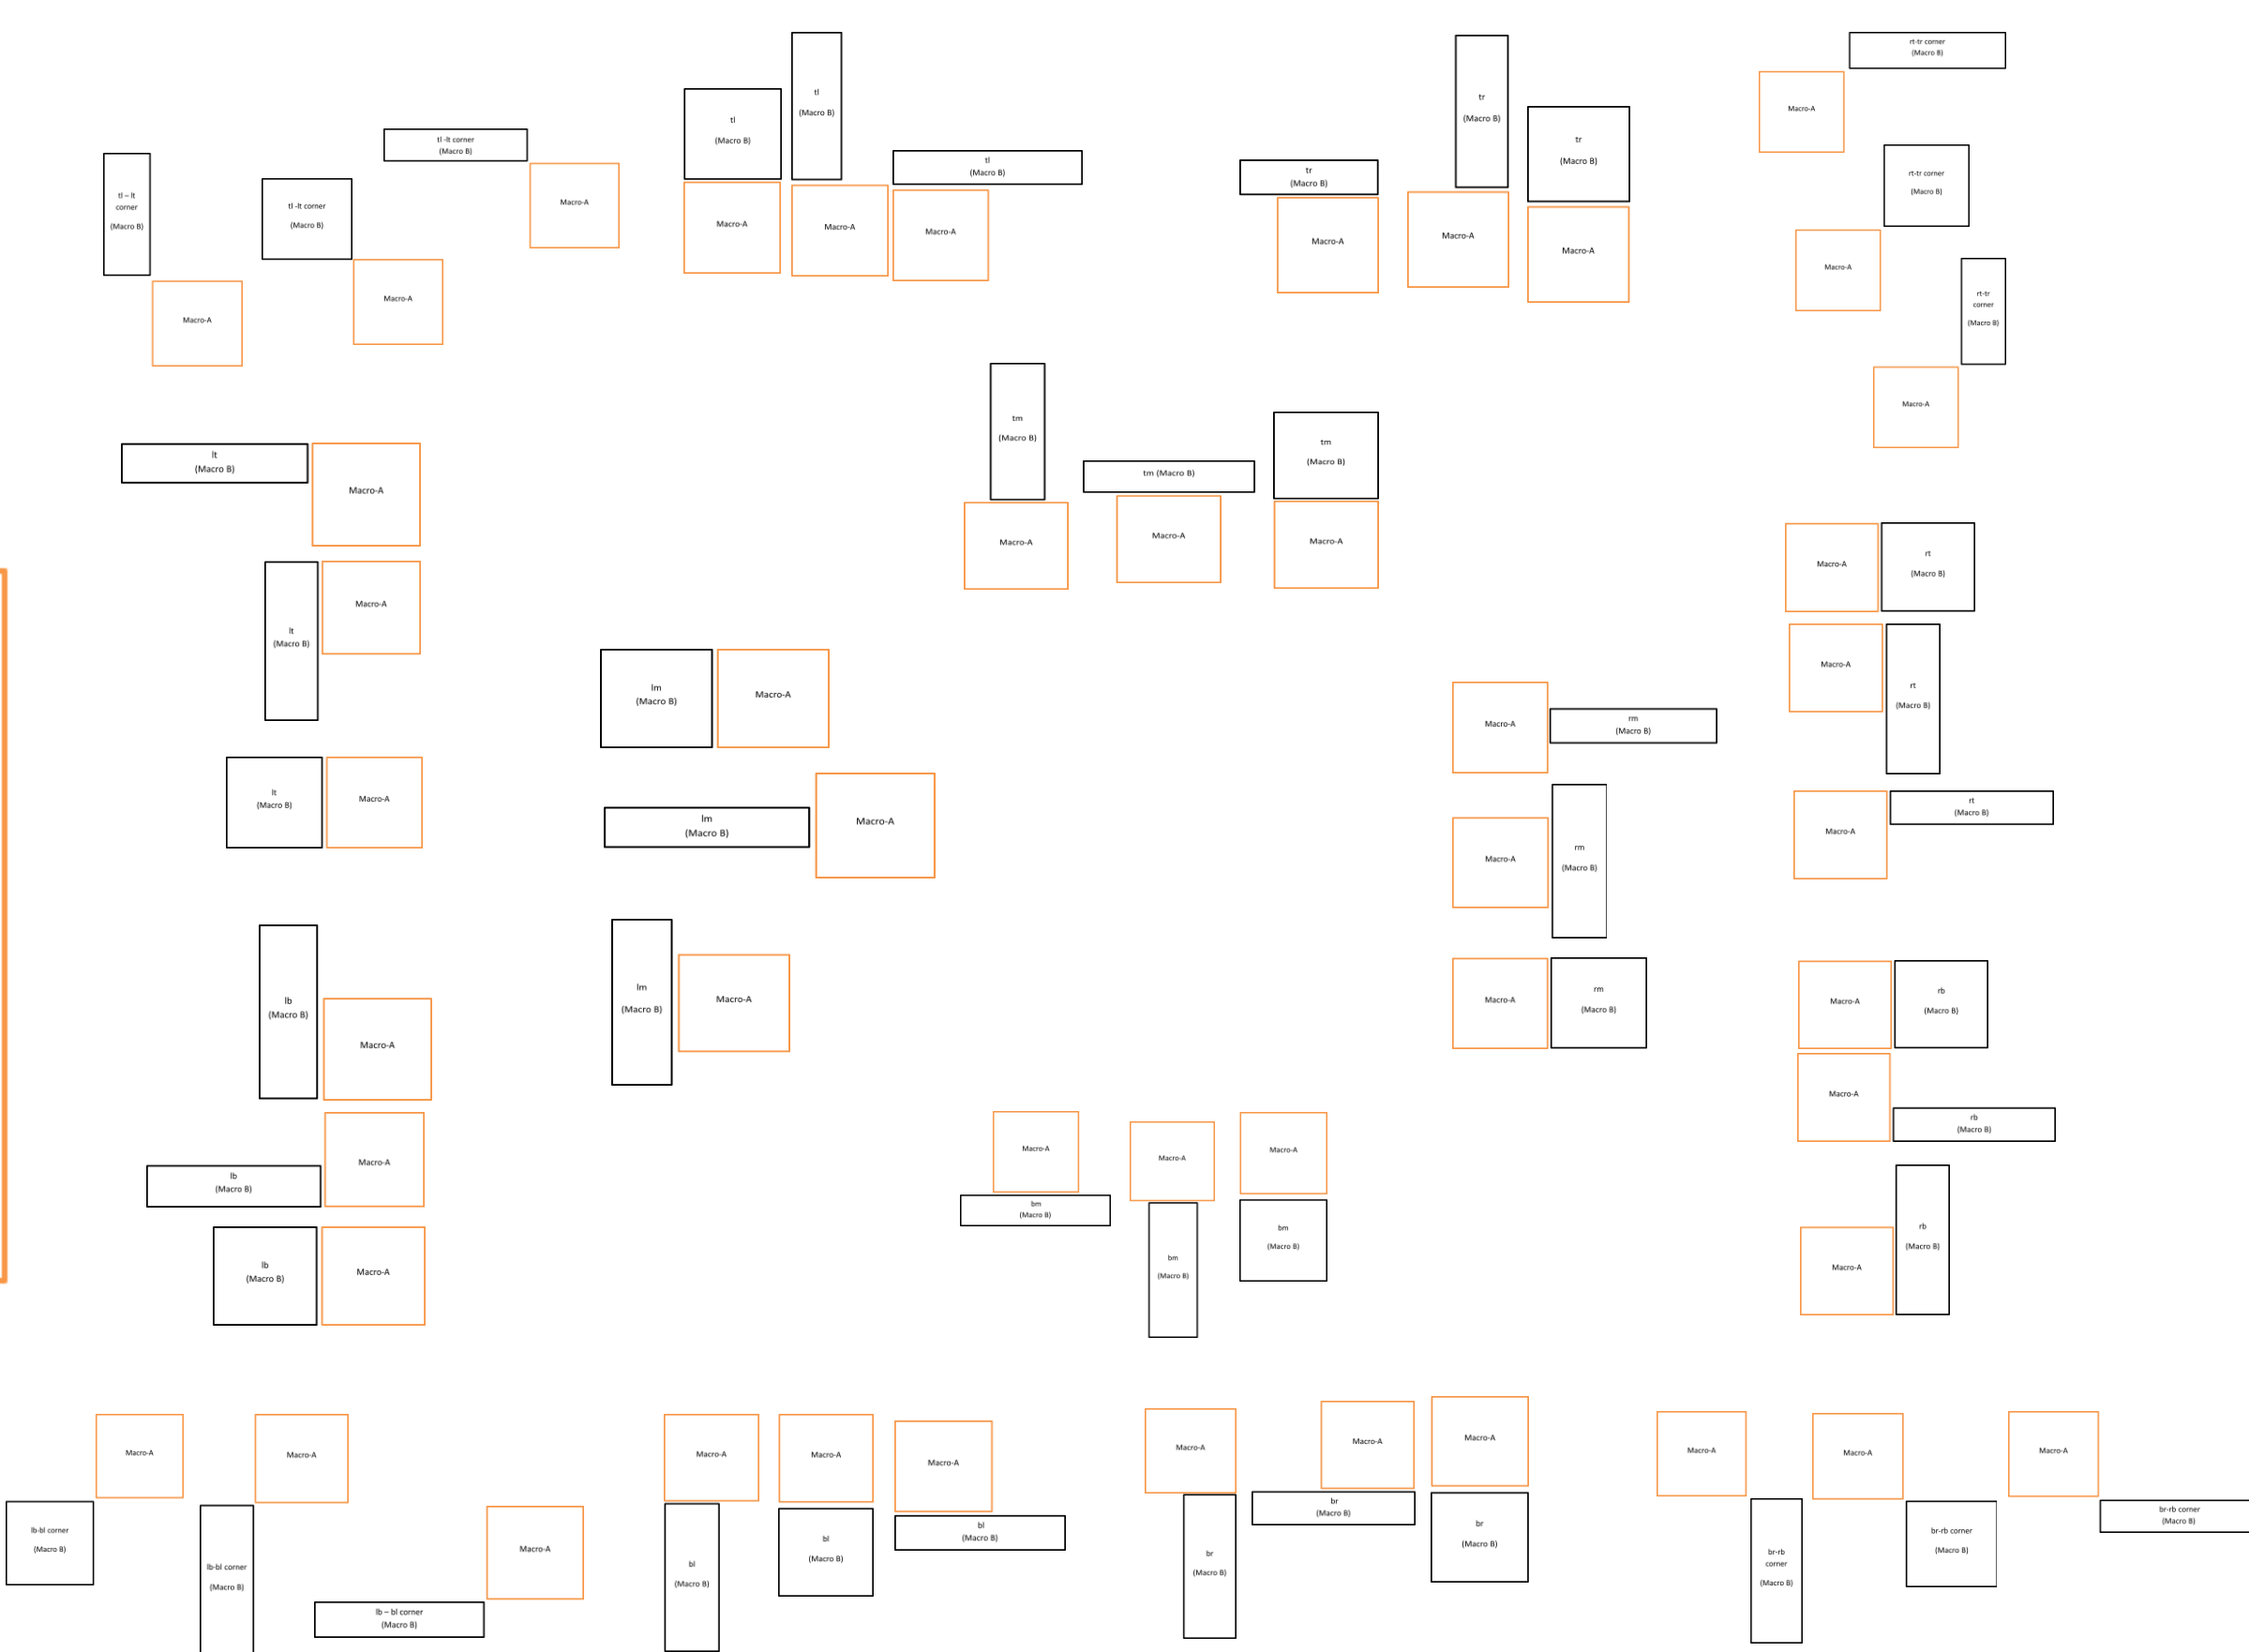 rt-tr corner
(Macro B)
tl
(Macro B)
tr
(Macro B)
Macro-A
tl
(Macro B)
tl -lt corner
(Macro B)
tr
(Macro B)
tl
(Macro B)
tr
(Macro B)
rt-tr corner
(Macro B)
tl – lt
corner
(Macro B)
tl -lt corner
(Macro B)
Macro-A
Macro-A
Macro-A
Macro-A
Macro-A
Macro-A
Macro-A
Macro-A
rt-tr
corner
(Macro B)
Macro-A
Macro-A
Macro-A
tm
(Macro B)
tm
(Macro B)
lt
(Macro B)
tm (Macro B)
Macro-A
Macro-A
Macro-A
Macro-A
Macro-A
rt
(Macro B)
Macro-A
lt
(Macro B)
Macro-A
rt
(Macro B)
lm
(Macro B)
Macro-A
Macro-A
rm
(Macro B)
lt
(Macro B)
Macro-A
rt
(Macro B)
lm
(Macro B)
Macro-A
Macro-A
Macro-A
rm
(Macro B)
lb
(Macro B)
lm
(Macro B)
Macro-A
Macro-A
rm
(Macro B)
Macro-A
rb
(Macro B)
Macro-A
Macro-A
rb
(Macro B)
Macro-A
Macro-A
Macro-A
Macro-A
lb
(Macro B)
bm
(Macro B)
lb
(Macro B)
Macro-A
bm
(Macro B)
bm
(Macro B)
Macro-A
rb
(Macro B)
Macro-A
Macro-A
Macro-A
Macro-A
Macro-A
Macro-A
Macro-A
Macro-A
Macro-A
Macro-A
Macro-A
lb-bl corner
(Macro B)
lb-bl corner
(Macro B)
Macro-A
lb – bl corner
(Macro B)
bl
(Macro B)
bl
(Macro B)
bl
(Macro B)
br
(Macro B)
br
(Macro B)
br
(Macro B)
br-rb
corner
(Macro B)
br-rb corner
(Macro B)
br-rb corner
(Macro B)